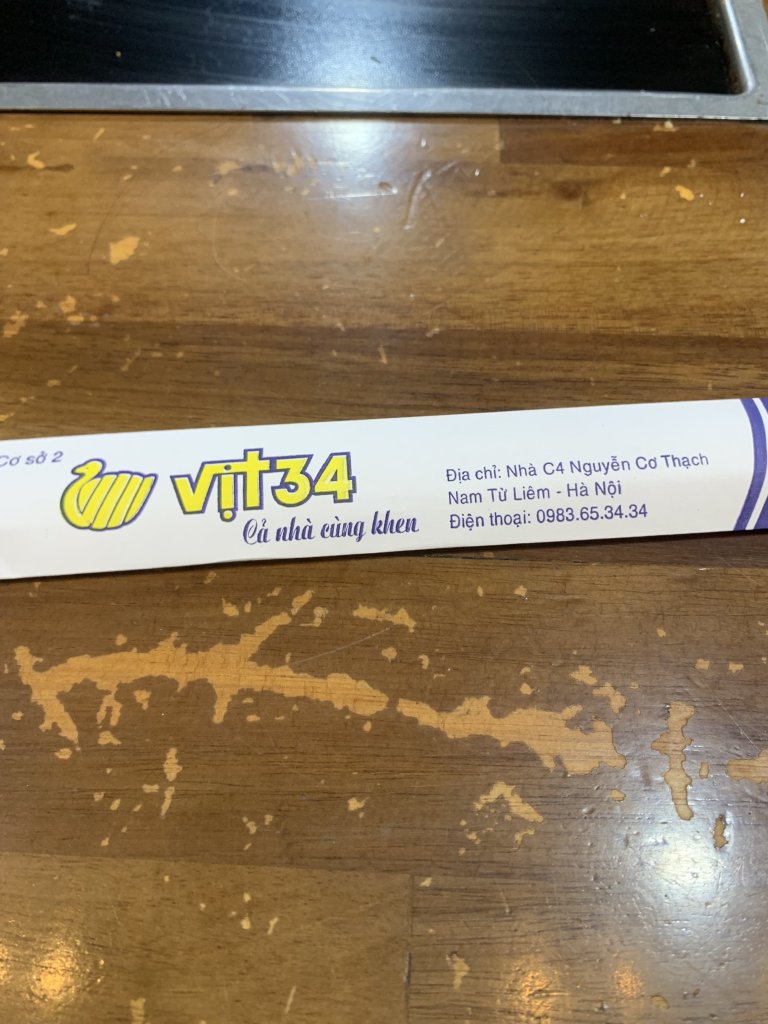 Cơ sở 2
Vịt34
Cả nhà cùng khen
Địa chỉ: Nhà C4 Nguyễn Cơ Thạch
Nam Từ Liêm - Hà Nội
Điện thoại: 0983.65.34.34